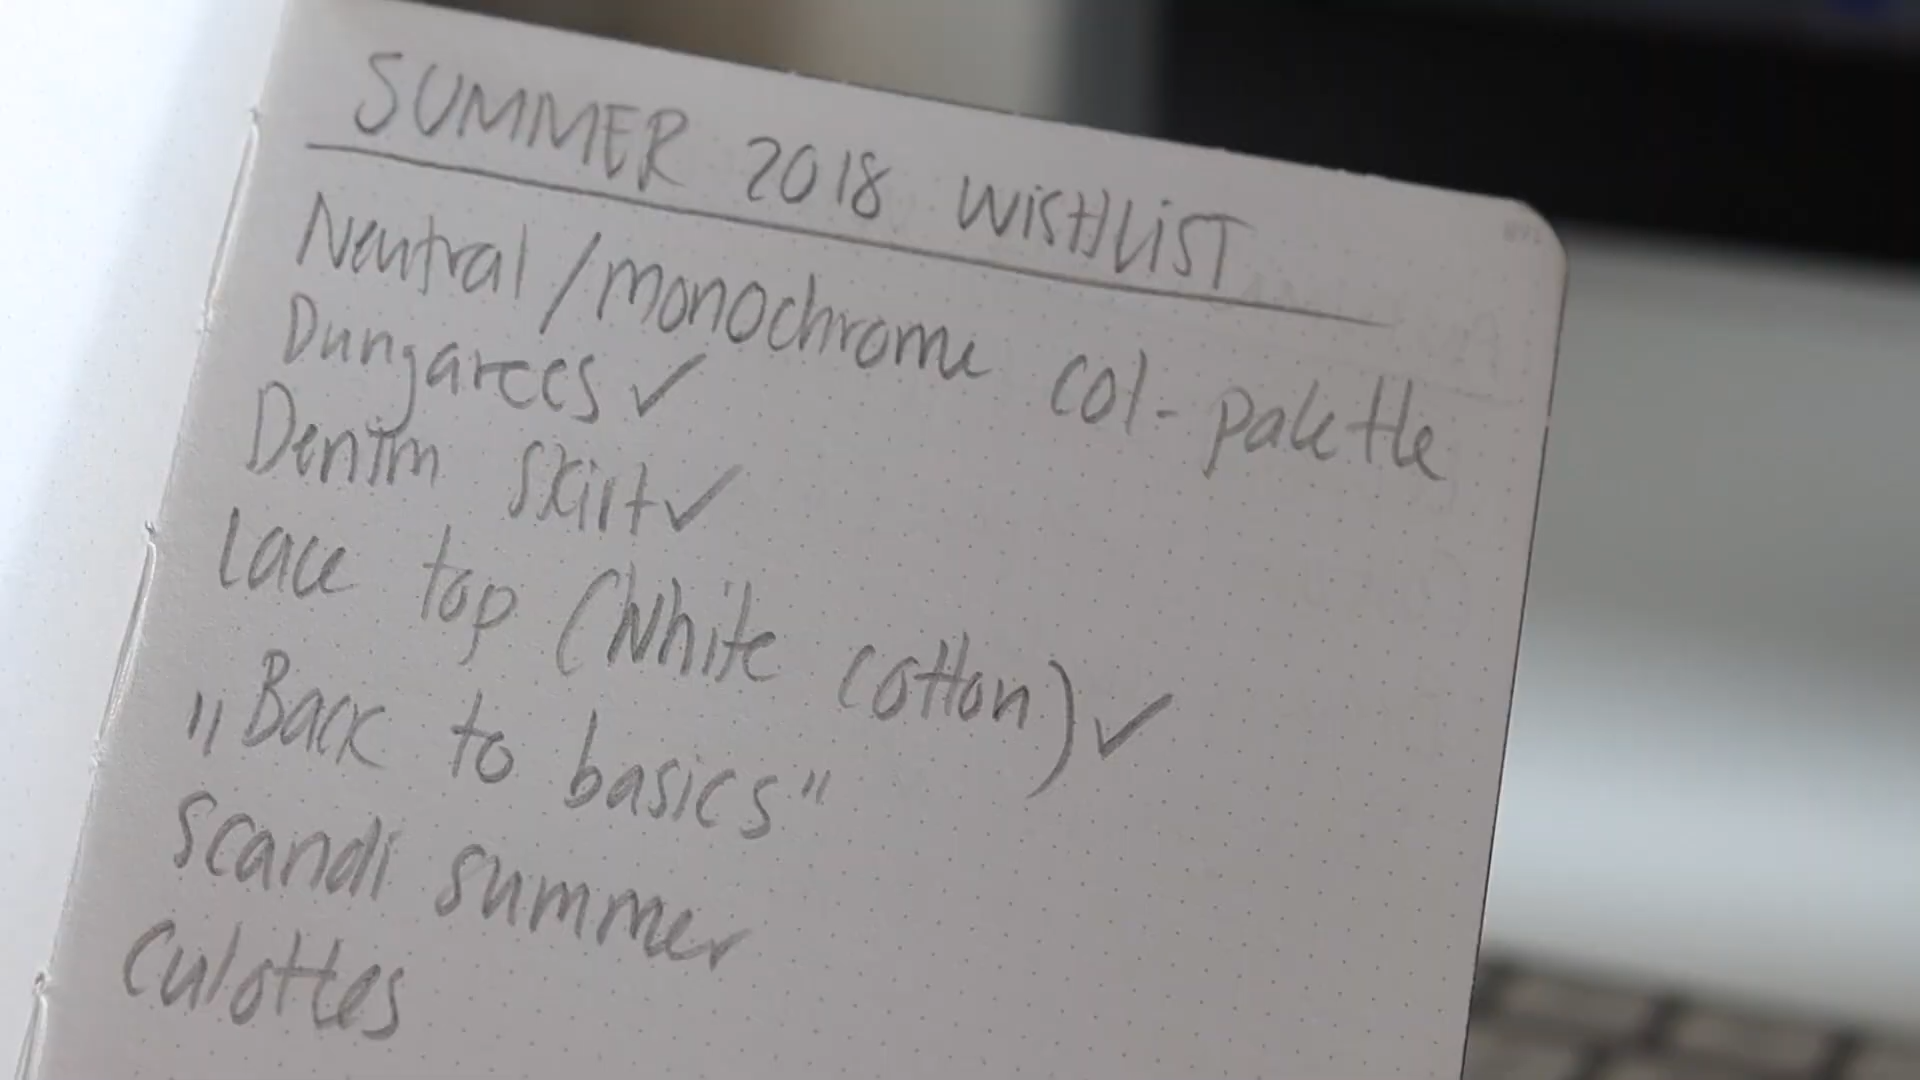 SUMMER 2018 WiSHLiST
Neutral/monochrome col- palette
Dungarees ✓
Denim skirt ✓
Lace top (White cotton) ✓
„Back to basics"
Scandi summer
Culottes